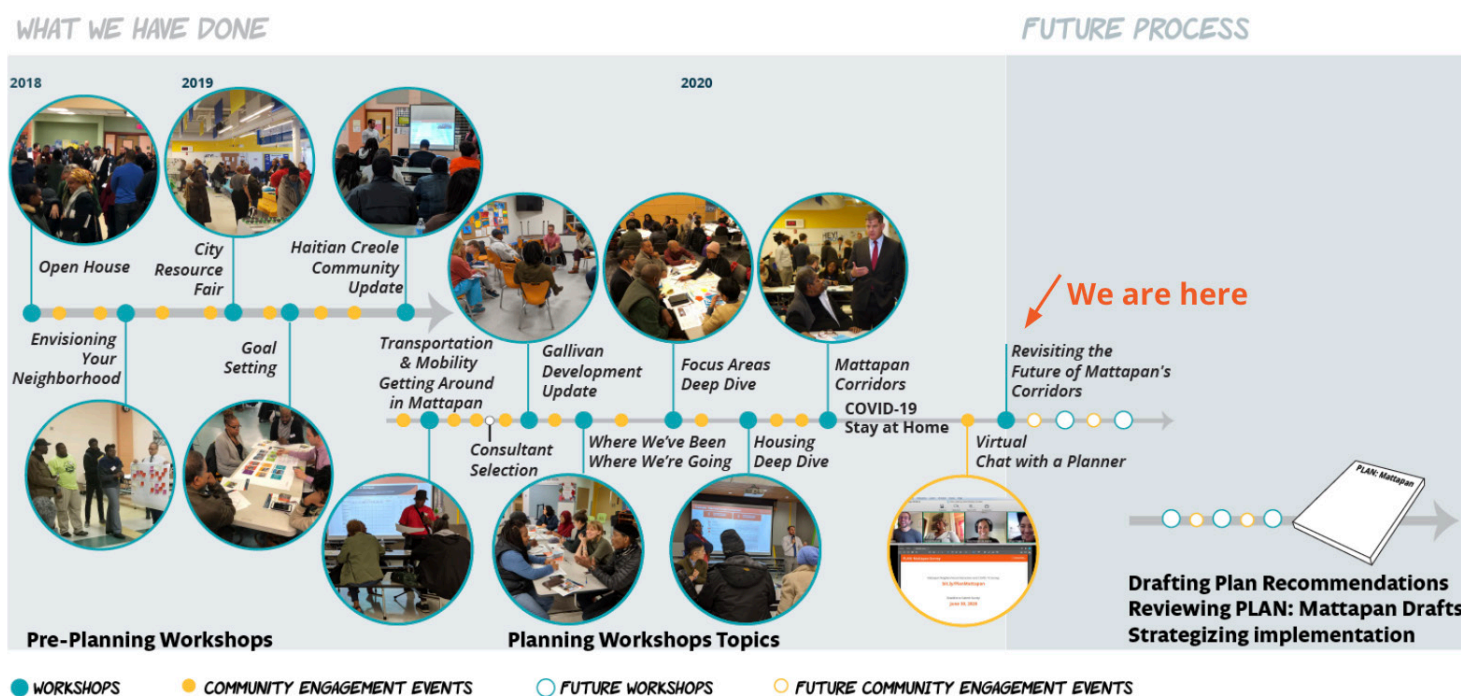 WHAT WE HAVE DONE
FUTURE PROCESS
2018
2019
2020
Open House
City
Resource
Fair
Haitian Creole
Community
Update
We are here
Envisioning
Your
Neighborhood
Goal
Setting
Transportation
& Mobility
Getting Around
in Mattapan
Gallivan
Development
Update
Focus Areas
Deep Dive
Mattapan
Corridors
Revisiting the
Future of Mattapan's
Corridors
COVID-19
Stay at Home
Consultant
Selection
Where We've Been
Where We're Going
Housing
Deep Dive
Virtual
Chat with a Planner
PLAN: Mattapan
Drafting Plan Recommendations
Reviewing PLAN: Mattapan Drafts
Strategizing implementation
Pre-Planning Workshops
Planning Workshops Topics
WORKSHOPS
COMMUNITY ENGAGEMENT EVENTS
FUTURE WORKSHOPS
FUTURE COMMUNITY ENGAGEMENT EVENTS